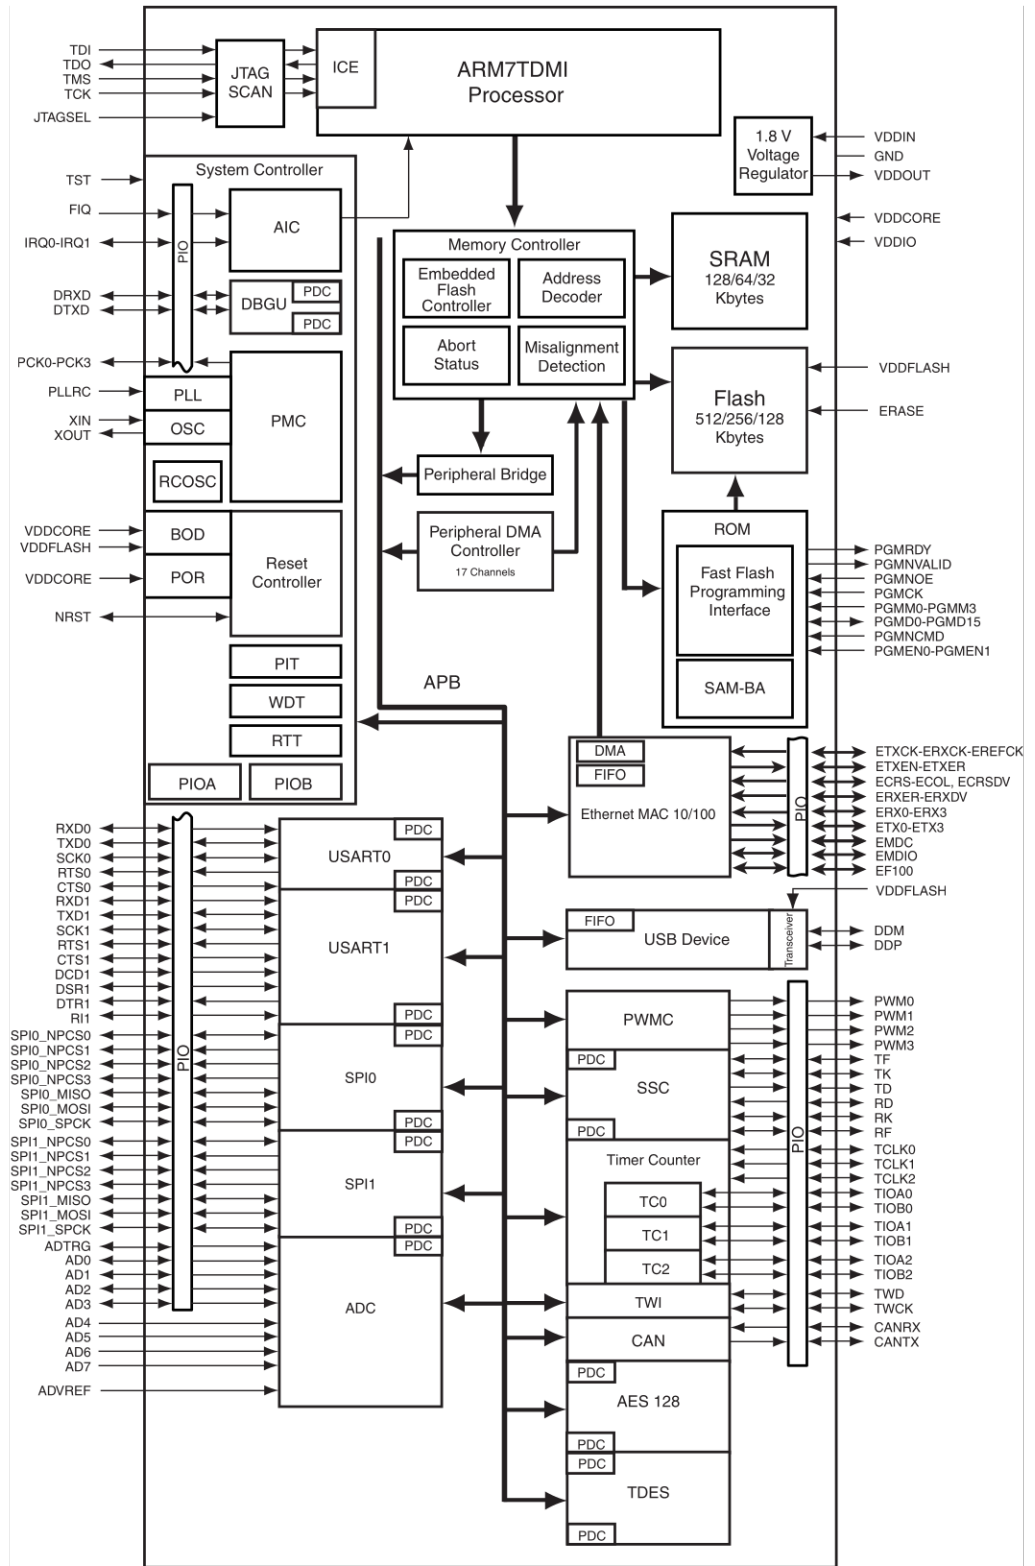 TDI
TDO
TMS
TCK
JTAGSEL
JTAG
SCAN
ICE
ARM7TDMI
Processor
1.8 V
Voltage
Regulator
VDDIN
GND
VDDOUT
VDDCORE
VDDIO
System Controller
TST
FIQ
IRQ0-IRQ1
PIO
AIC
DRXD
DTXD
DBGU
PDC
PDC
PCK0-PCK3
PLLRC
PLL
XIN
XOUT
OSC
RCOSC
PMC
VDDCORE
VDDFLASH
BOD
VDDCORE
POR
NRST
Reset
Controller
PIT
WDT
RTT
PIOA
PIOB
Memory Controller
Embedded
Flash
Controller
Address
Decoder
Abort
Status
Misalignment
Detection
SRAM
128/64/32
Kbytes
Flash
512/256/128
Kbytes
VDDFLASH
ERASE
Peripheral Bridge
Peripheral DMA
Controller
17 Channels
ROM
Fast Flash
Programming
Interface
SAM-BA
PGMRDY
PGMNVALID
PGMNOE
PGMCK
PGMM0-PGMM3
PGMD0-PGMD15
PGMNCMD
PGMEN0-PGMEN1
APB
DMA
FIFO
Ethernet MAC 10/100
PIO
ETXCK-ERXCK-EREFCK
ETXEN-ETXER
ECRS-ECOL, ECRSDV
ERXER-ERXDV
ERX0-ERX3
ETX0-ETX3
EMDC
EMDIO
EF100
VDDFLASH
FIFO
USB Device
Transceiver
DDM
DDP
RXD0
TXD0
SCK0
RTS0
CTS0
RXD1
TXD1
SCK1
RTS1
CTS1
DCD1
DSR1
DTR1
RI1
SPI0_NPCS0
SPI0_NPCS1
SPI0_NPCS2
SPI0_NPCS3
SPI0_MISO
SPI0_MOSI
SPI0_SPCK
SPI1_NPCS0
SPI1_NPCS1
SPI1_NPCS2
SPI1_NPCS3
SPI1_MISO
SPI1_MOSI
SPI1_SPCK
ADTRG
AD0
AD1
AD2
AD3
AD4
AD5
AD6
AD7
ADVREF
PIO
PDC
USART0
PDC
PDC
USART1
PDC
PDC
SPI0
PDC
PDC
SPI1
PDC
PDC
ADC
PWMC
PDC
SSC
PDC
Timer Counter
TC0
TC1
TC2
TWI
CAN
PDC
AES 128
PDC
PDC
TDES
PDC
PIO
PWM0
PWM1
PWM2
PWM3
TF
TK
TD
RD
RK
RF
TCLK0
TCLK1
TCLK2
TIOA0
TIOB0
TIOA1
TIOB1
TIOA2
TIOB2
TWD
TWCK
CANRX
CANTX